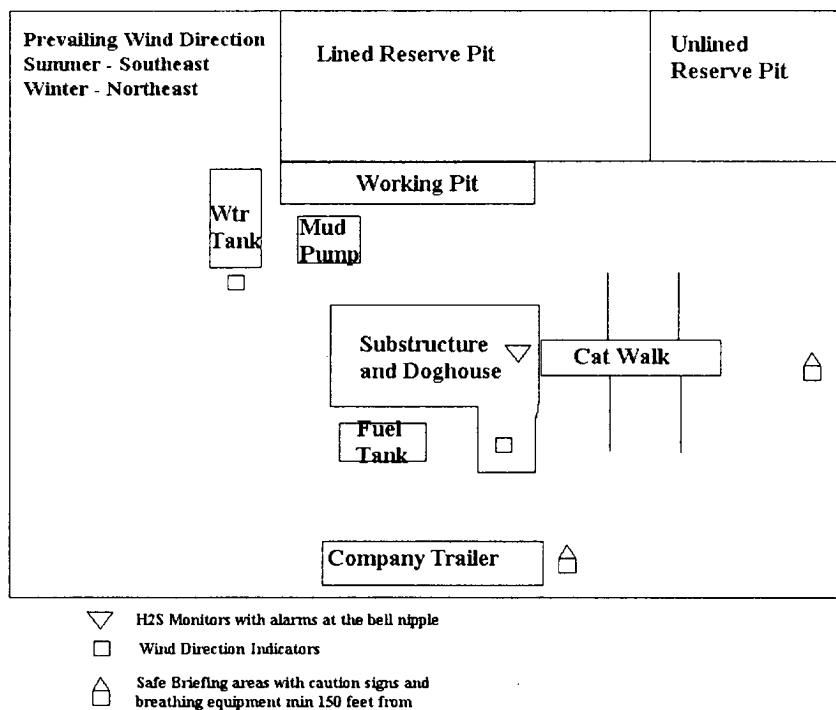 Prevailing Wind Direction
Summer - Southeast
Winter - Northeast
Lined Reserve Pit
Unlined
Reserve Pit
Working Pit
Wtr
Tank
Mud
Pump
Substructure
and Doghouse
Cat Walk
Fuel
Tank
Company Trailer
H2S Monitors with alarms at the bell nipple
Wind Direction Indicators
Safe Briefing areas with caution signs and
breathing equipment min 150 feet from